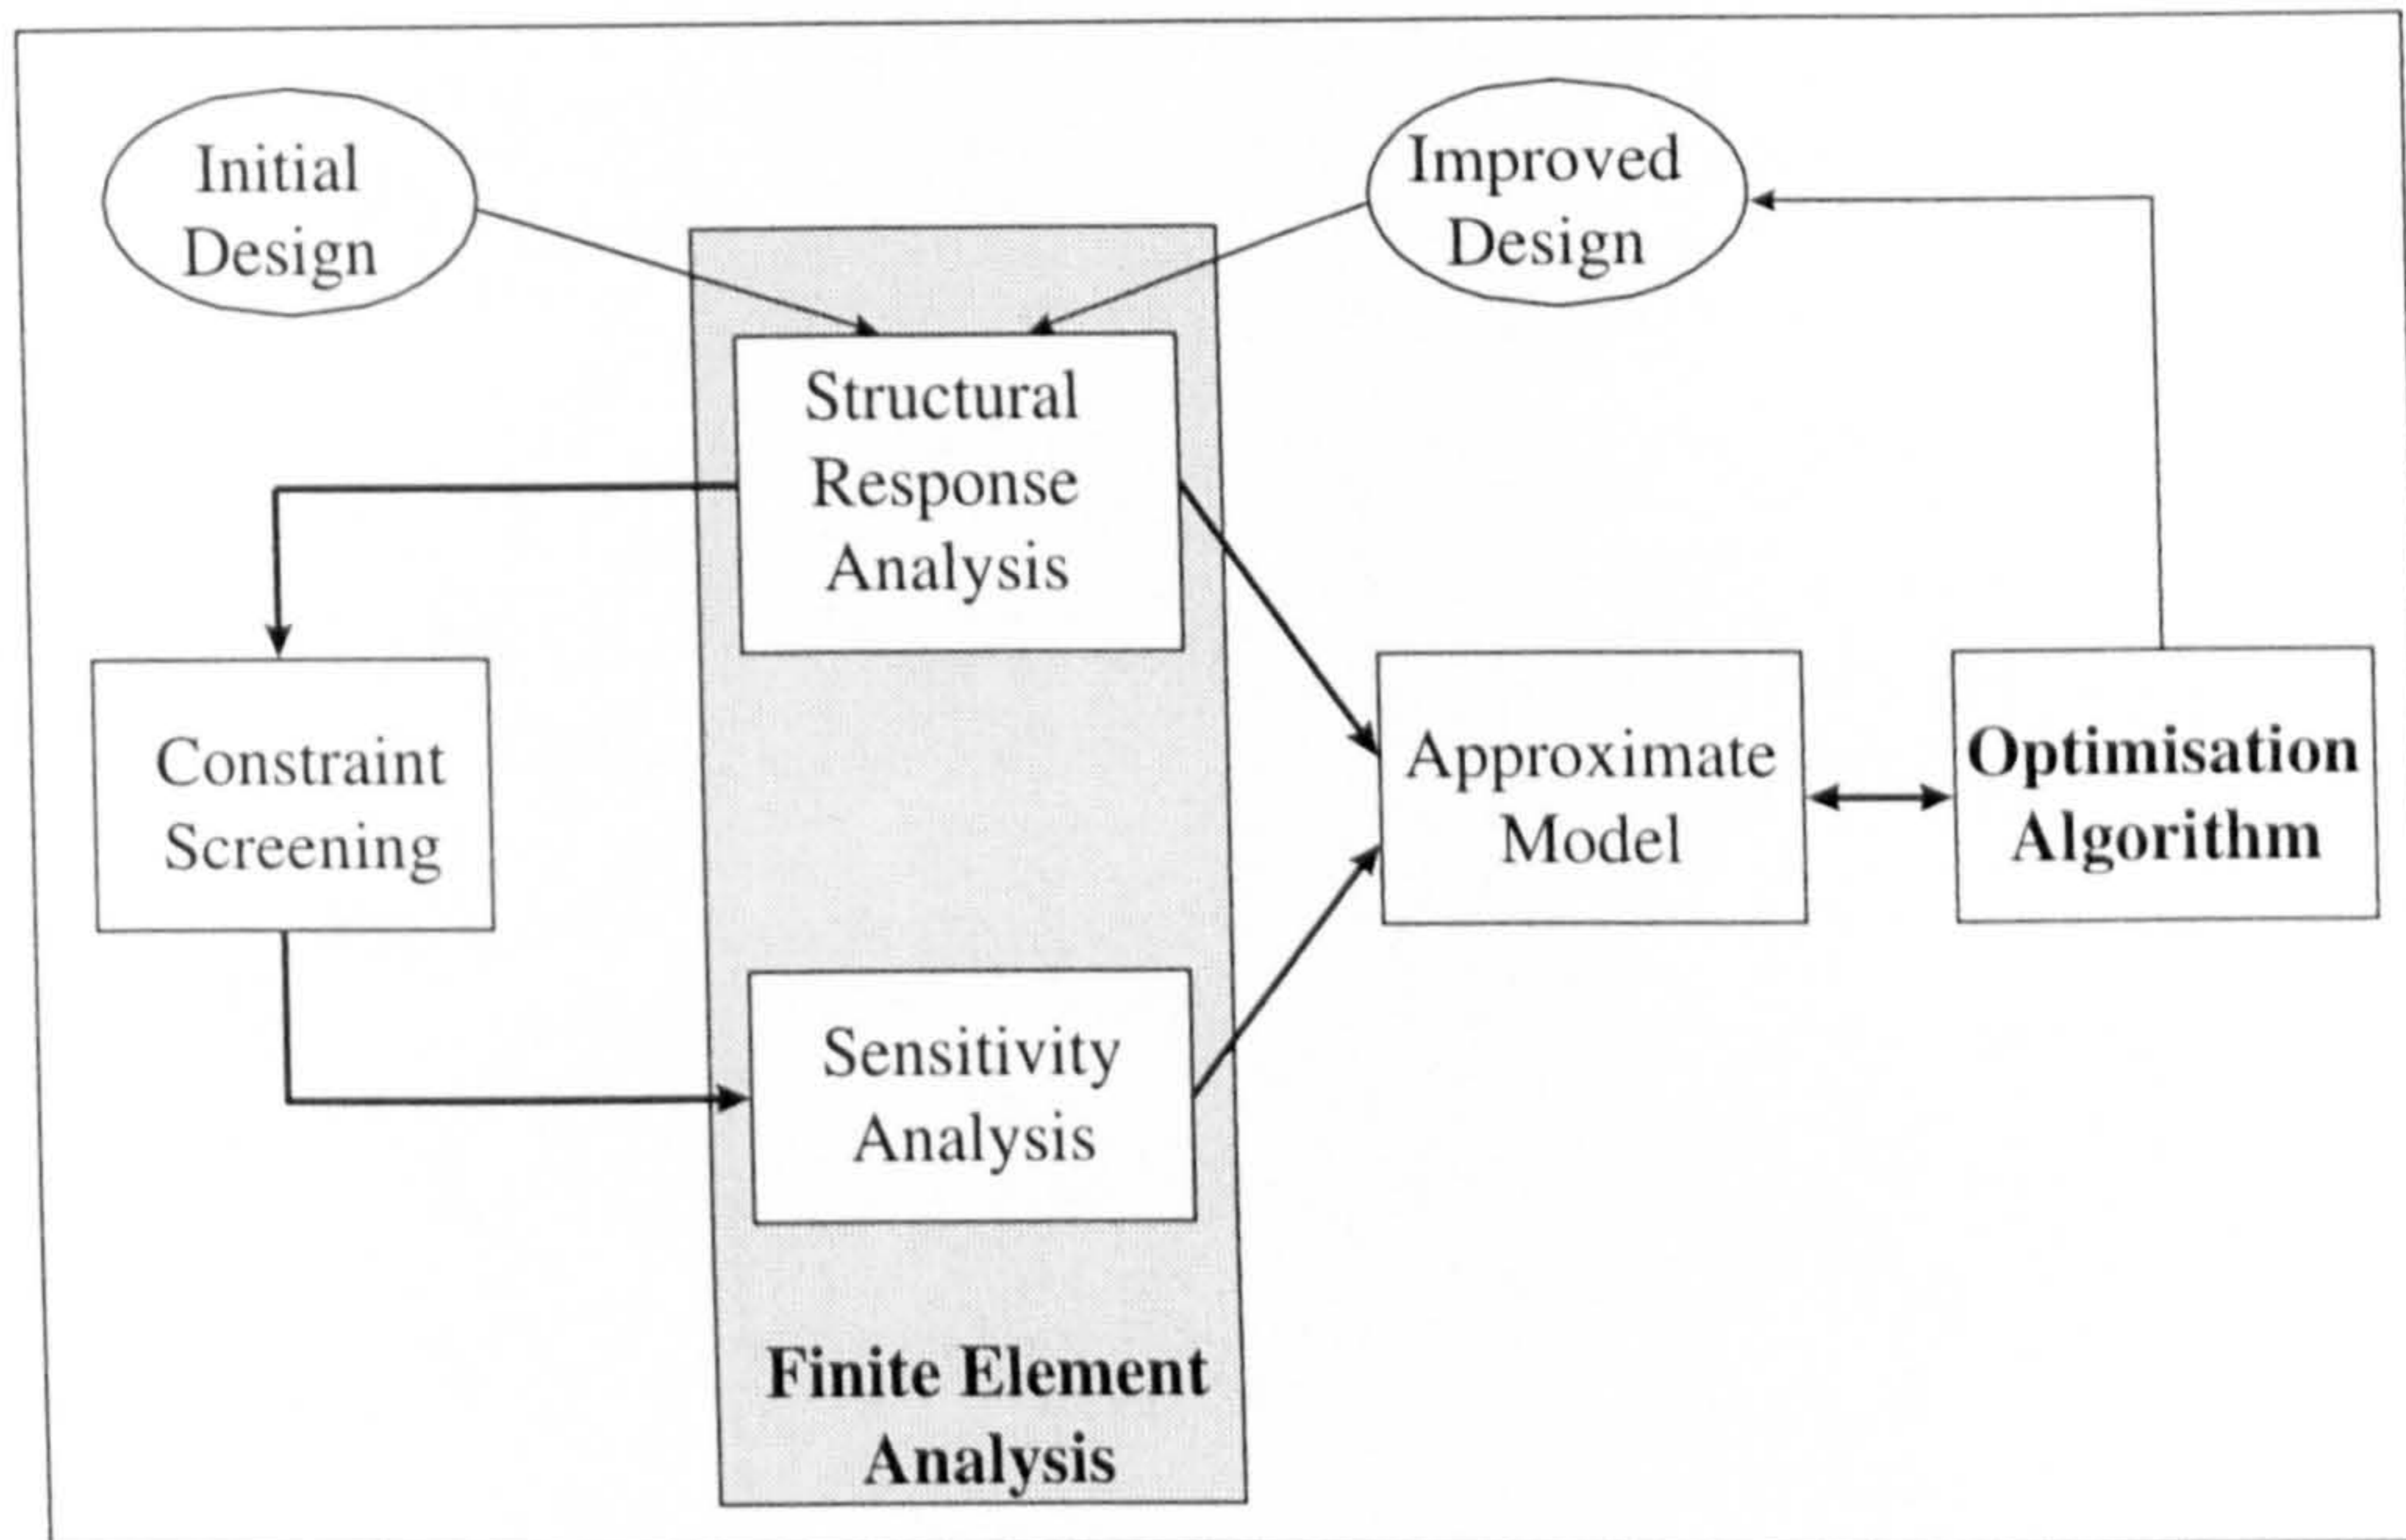 Initial
Design
Improved
Design
Structural
Response
Analysis
Constraint
Screening
Approximate
Model
Optimisation
Algorithm
Sensitivity
Analysis
Finite Element
Analysis